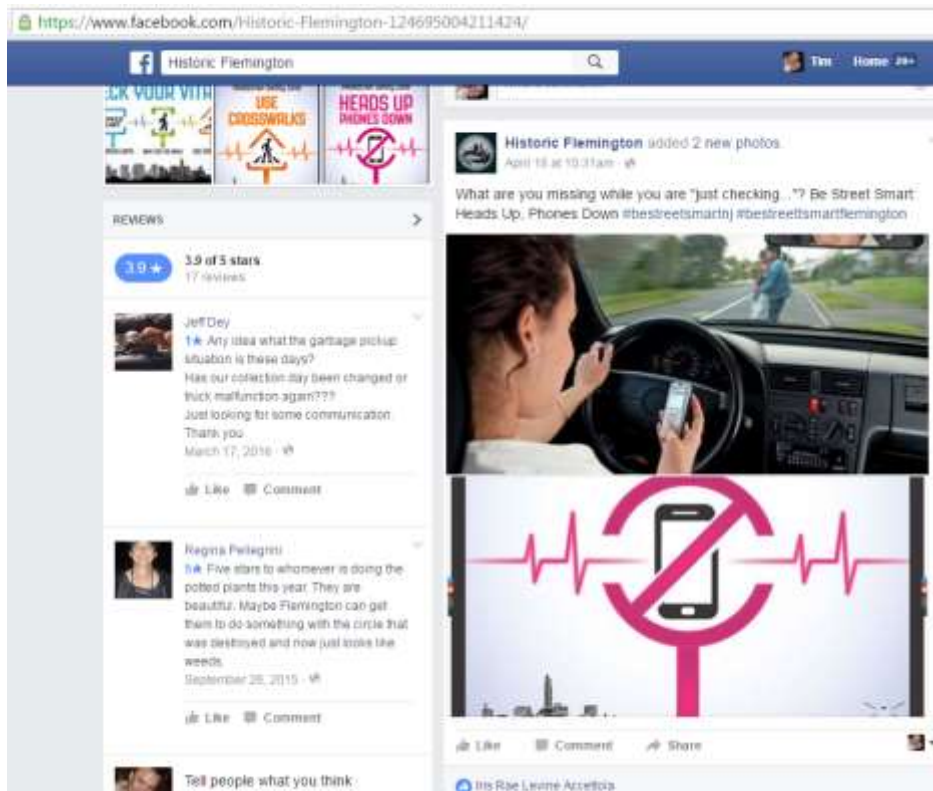 https://www.facebook.com/Historic-Flemington-124695004211424/
Historic Flemington
Tim
Home 20+
CK YOUR VITA
USE
CROSSWALKS
HEADS UP
PHONES DOWN
REVIEWS
3.9 ★
3.9 of 5 stars
17 reviews
Jeff Dey
1★ Any idea what the garbage pickup
situation is these days?
Has our collection day been changed or
truck malfunction again???
Just looking for some communication.
Thank you
March 17, 2016
Like Comment
Regina Pellegrini
5★ Five stars to whomever is doing the
potted plants this year. They are
beautiful. Maybe Flemington can get
them to do something with the circle that
was destroyed and now just looks like
weeds.
September 28, 2015
Like Comment
Tell people what you think
Historic Flemington added 2 new photos.
April 18 at 10:31am
What are you missing while you are "just checking..."? Be Street Smart
Heads Up, Phones Down #bestreetsmartnj #bestreettsmartflemington
Like Comment Share
Iris Rae Levine Accettola